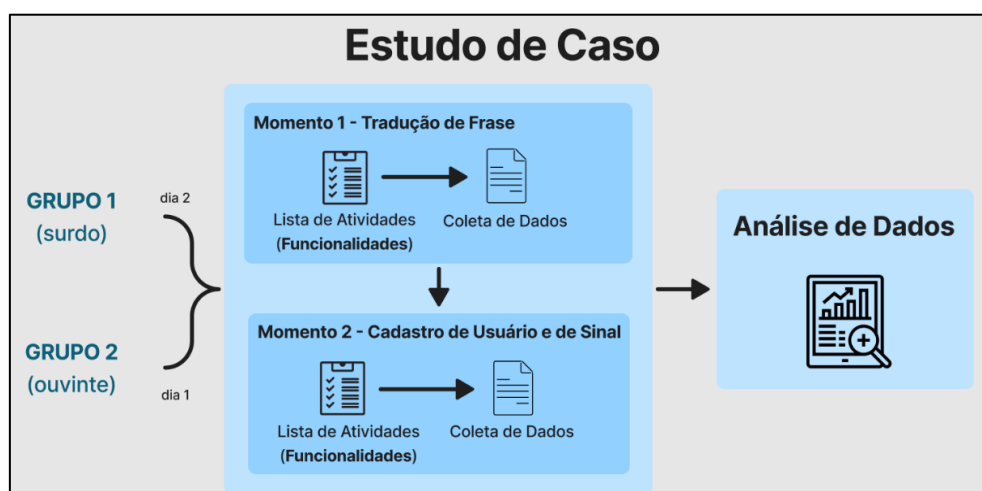 Estudo de Caso
GRUPO 1
(surdo)
dia 2
GRUPO 2
(ouvinte)
dia 1
Momento 1 - Tradução de Frase
Lista de Atividades
(Funcionalidades)
Coleta de Dados
Momento 2 - Cadastro de Usuário e de Sinal
Lista de Atividades
(Funcionalidades)
Coleta de Dados
Análise de Dados